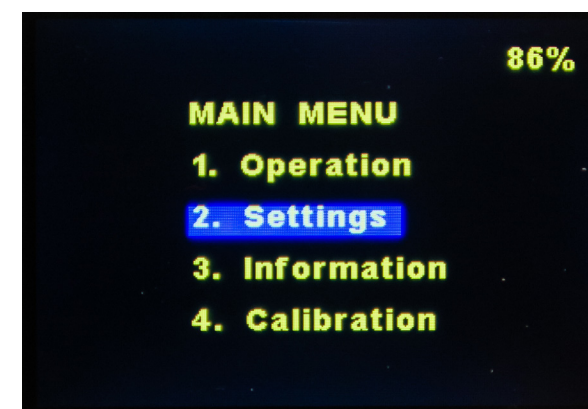 86%
MAIN MENU
1. Operation
2. Settings
3. Information
4. Calibration